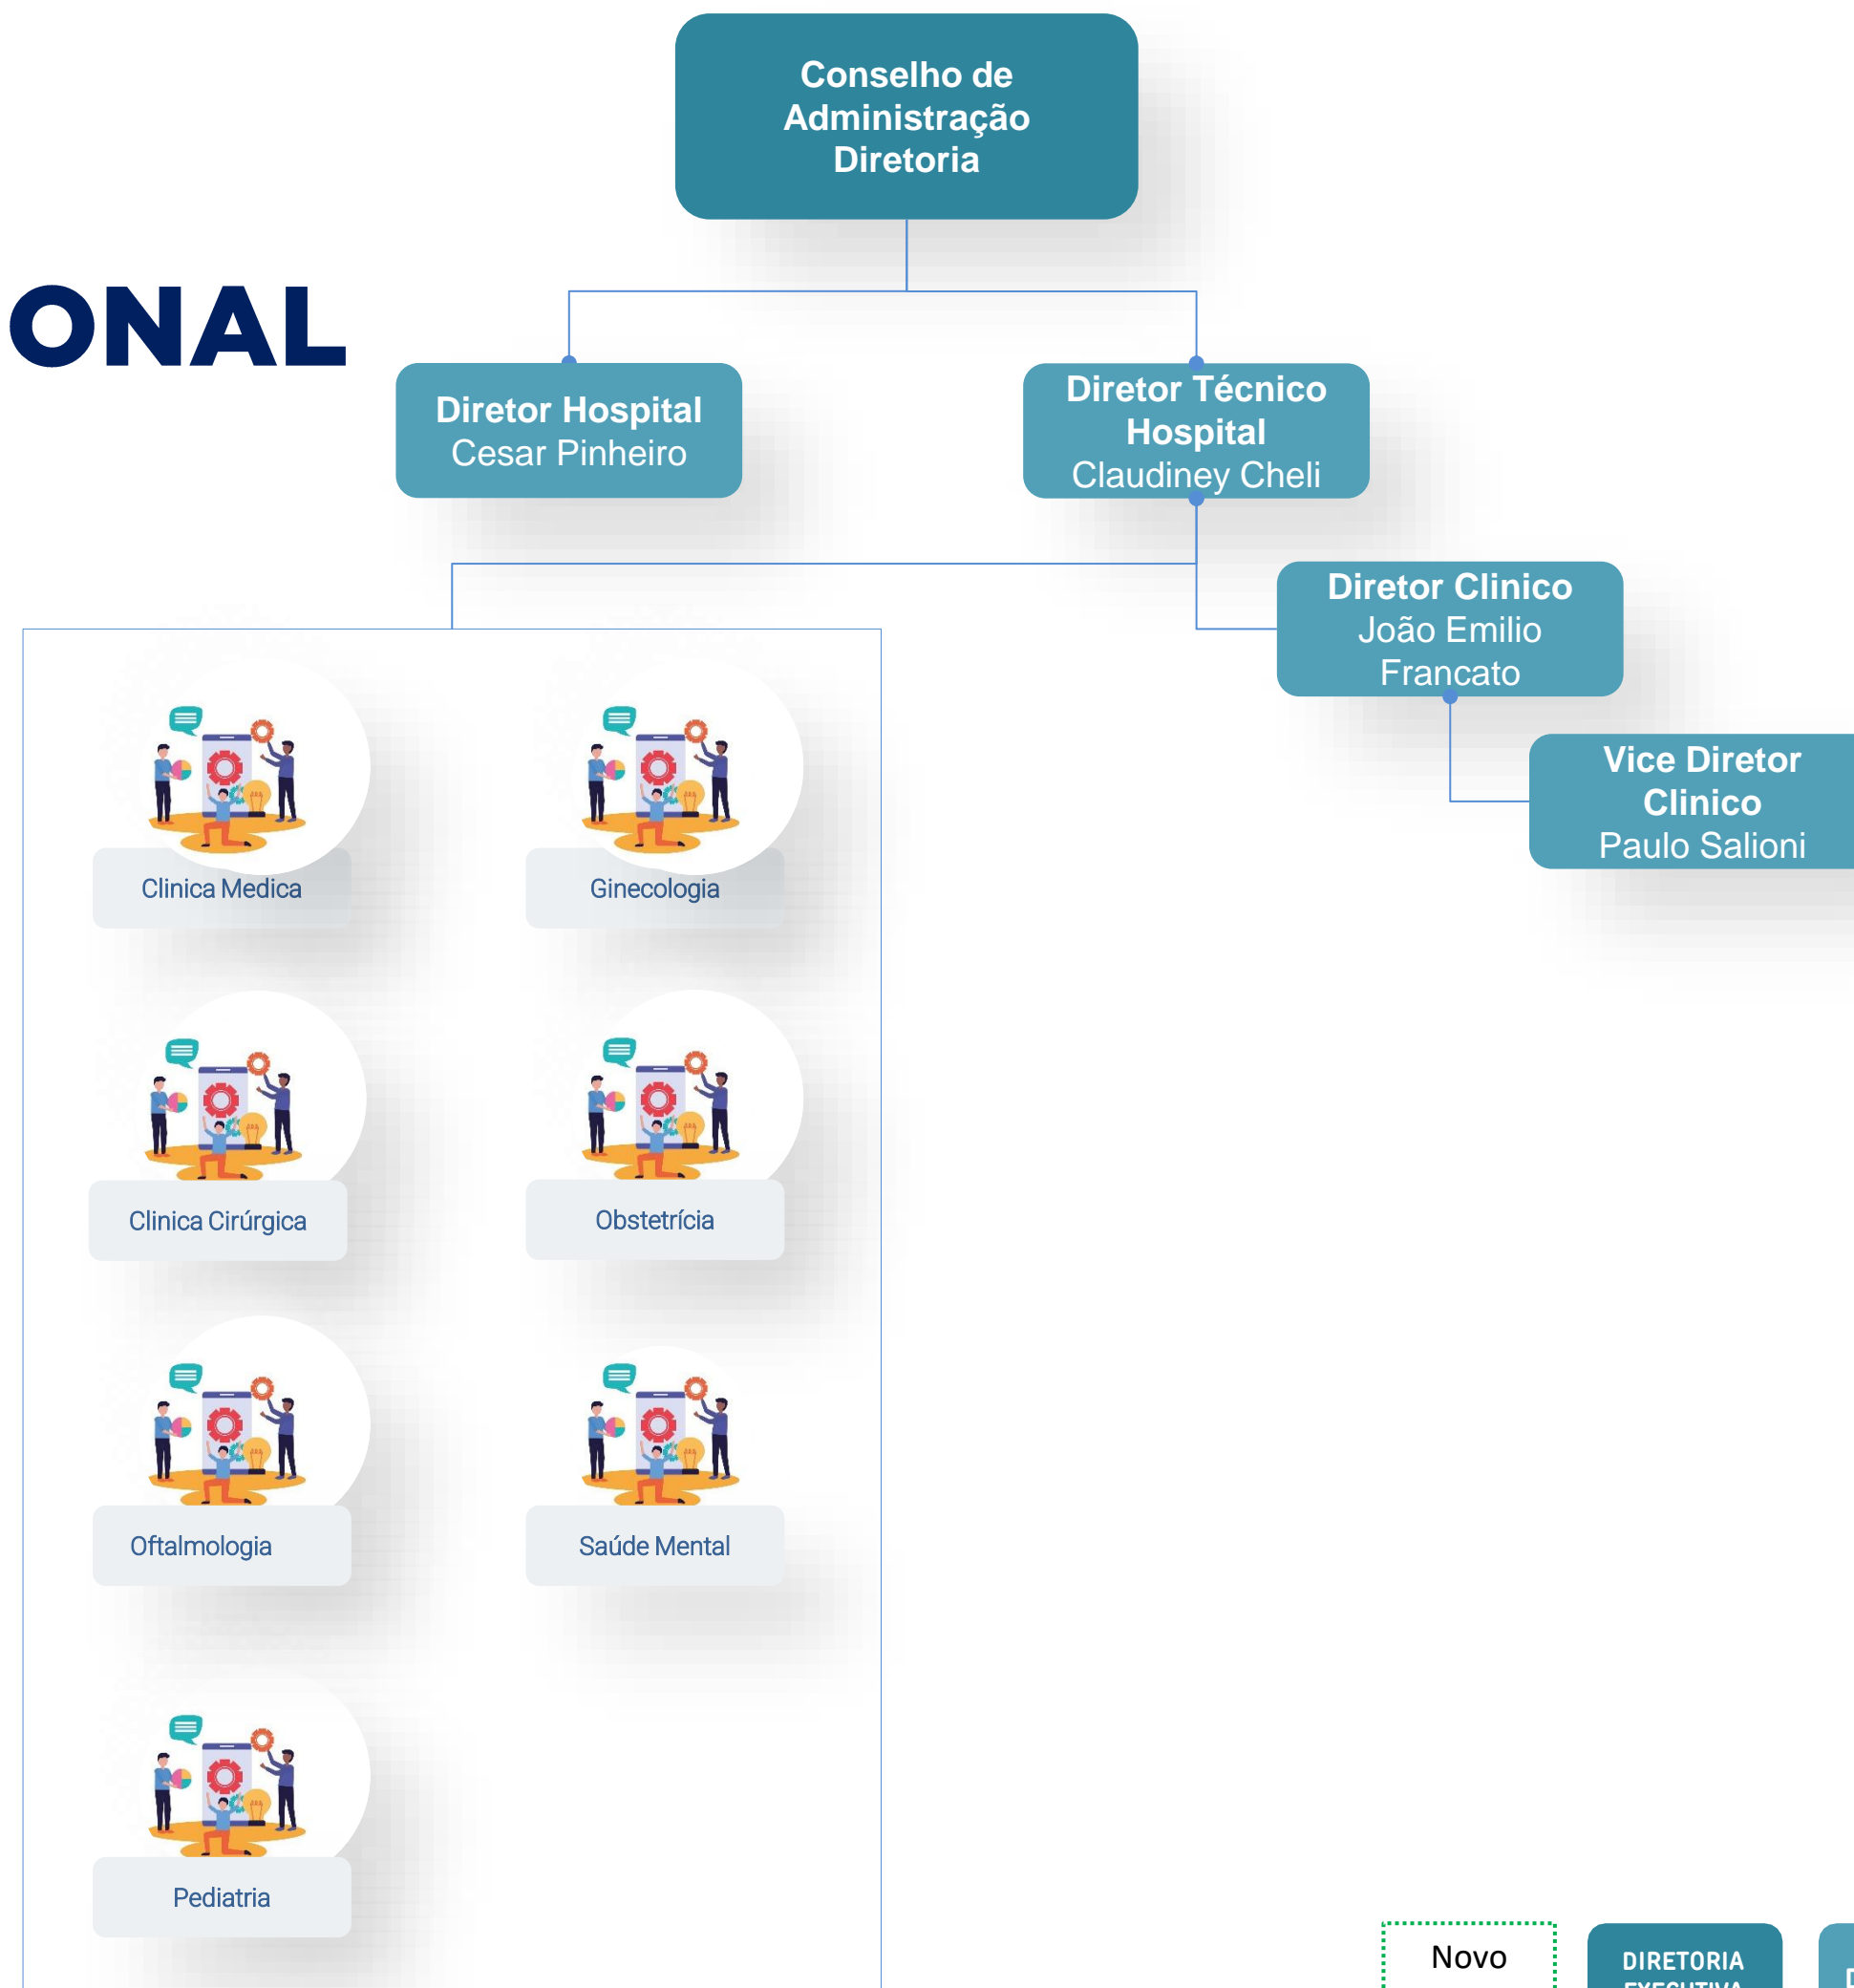 Conselho de
Administração
Diretoria
ONAL
Diretor Hospital
Cesar Pinheiro
Diretor Técnico
Hospital
Claudiney Cheli
Diretor Clinico
João Emilio
Francato
Vice Diretor
Clinico
Paulo Salioni
Clinica Medica
Ginecologia
Clinica Cirúrgica
Obstetrícia
Oftalmologia
Saúde Mental
Pediatria
Novo
DIRETORIA
EXECUTIVA